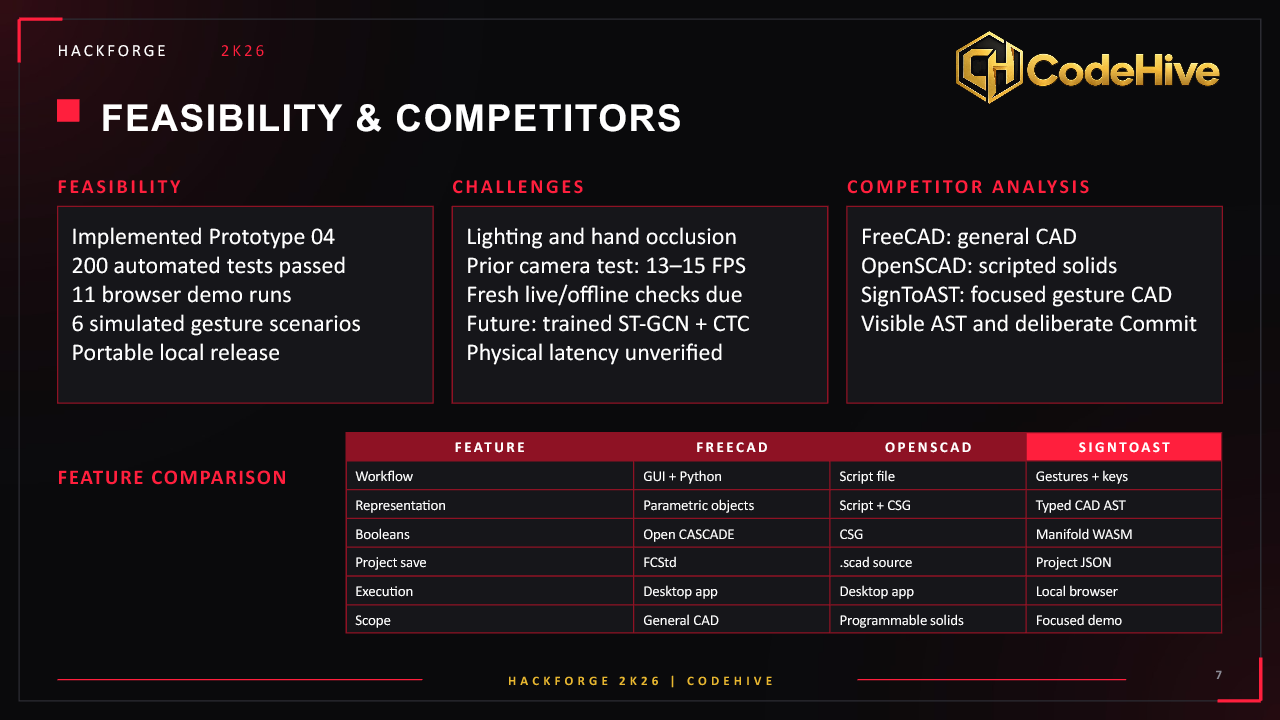 HACKFORGE 2K26
CodeHive
FEASIBILITY & COMPETITORS
FEASIBILITY
Implemented Prototype 04
200 automated tests passed
11 browser demo runs
6 simulated gesture scenarios
Portable local release
CHALLENGES
Lighting and hand occlusion
Prior camera test: 13–15 FPS
Fresh live/offline checks due
Future: trained ST-GCN + CTC
Physical latency unverified
COMPETITOR ANALYSIS
FreeCAD: general CAD
OpenSCAD: scripted solids
SignToAST: focused gesture CAD
Visible AST and deliberate Commit
FEATURE COMPARISON
FEATURE FREECAD OPENSCAD SIGNTOAST
Workflow GUI + Python Script file Gestures + keys
Representation Parametric objects Script + CSG Typed CAD AST
Booleans Open CASCADE CSG Manifold WASM
Project save FCStd .scad source Project JSON
Execution Desktop app Desktop app Local browser
Scope General CAD Programmable solids Focused demo
HACKFORGE 2K26 | CODEHIVE
7